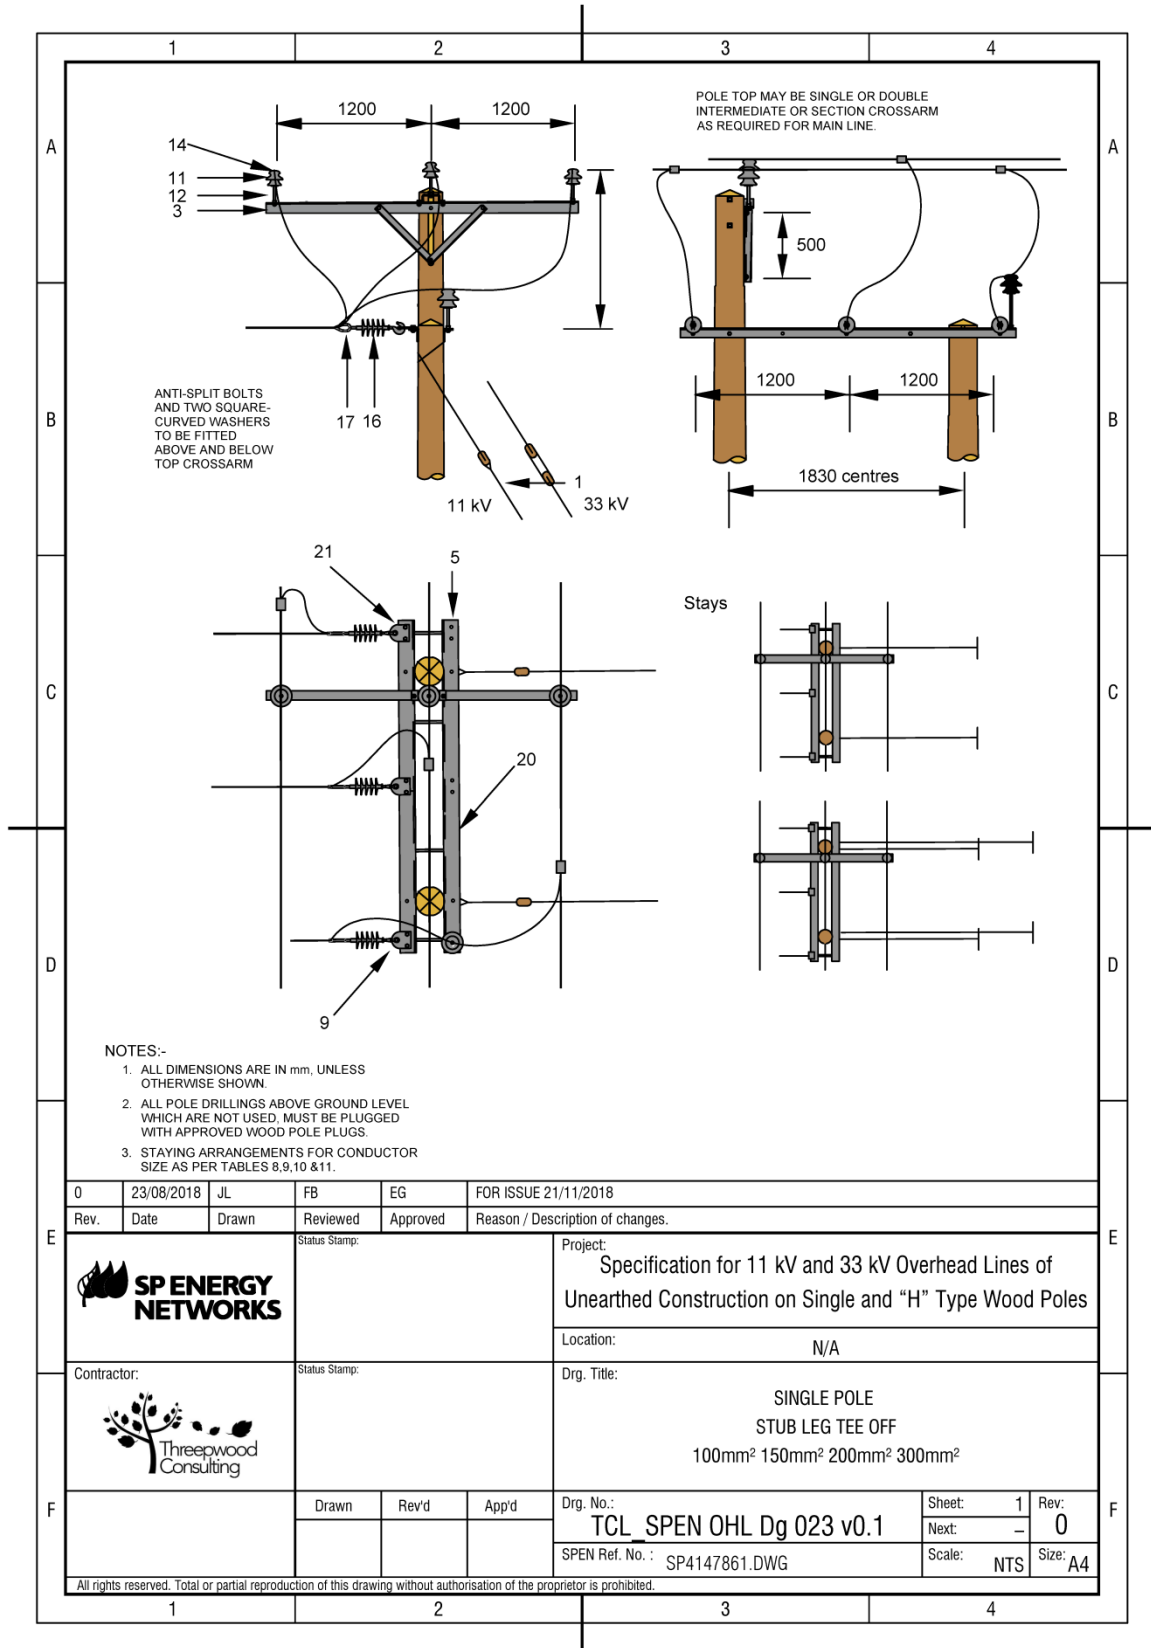 1 2 3 4
A
B
C
D
E
F
A
B
C
D
E
F
1200 1200
14
11
12
3
17 16
ANTI-SPLIT BOLTS
AND TWO SQUARE-
CURVED WASHERS
TO BE FITTED
ABOVE AND BELOW
TOP CROSSARM
1
11 kV 33 kV
POLE TOP MAY BE SINGLE OR DOUBLE
INTERMEDIATE OR SECTION CROSSARM
AS REQUIRED FOR MAIN LINE.
500
1200 1200
1830 centres
21 5
20
9
Stays
NOTES:-
1. ALL DIMENSIONS ARE IN mm, UNLESS
OTHERWISE SHOWN.
2. ALL POLE DRILLINGS ABOVE GROUND LEVEL
WHICH ARE NOT USED, MUST BE PLUGGED
WITH APPROVED WOOD POLE PLUGS.
3. STAYING ARRANGEMENTS FOR CONDUCTOR
SIZE AS PER TABLES 8,9,10 &11.
0 23/08/2018 JL FB EG FOR ISSUE 21/11/2018
Rev. Date Drawn Reviewed Approved Reason / Description of changes.
SP ENERGY
NETWORKS
Status Stamp:
Project:
Specification for 11 kV and 33 kV Overhead Lines of
Unearthed Construction on Single and “H” Type Wood Poles
Location: N/A
Contractor:
Threepwood
Consulting
Status Stamp:
Drg. Title:
SINGLE POLE
STUB LEG TEE OFF
100mm² 150mm² 200mm² 300mm²
Drawn Rev'd App'd
Drg. No.: TCL_SPEN OHL Dg 023 v0.1
Sheet: 1
Next: –
Rev: 0
SPEN Ref. No. : SP4147861.DWG
Scale: NTS
Size: A4
All rights reserved. Total or partial reproduction of this drawing without authorisation of the proprietor is prohibited.
1 2 3 4